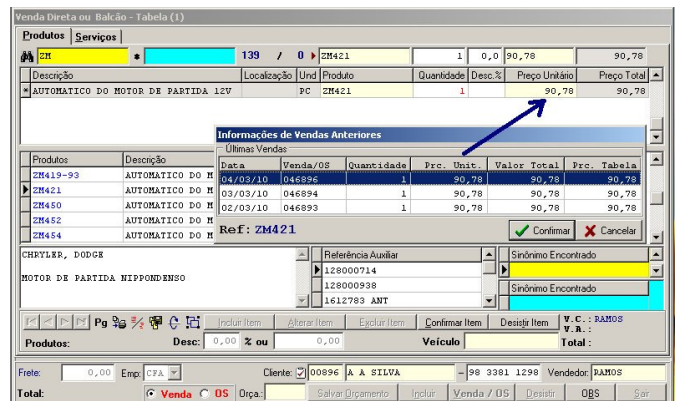 Venda Direta ou Balcão - Tabela (1)
Produtos Serviços
ZM * 139 / 0 ZM421 1 0,0 90,78 90,78
Descrição Localização Und Produto Quantidade Desc.% Preço Unitário Preço Total
* AUTOMATICO DO MOTOR DE PARTIDA 12V PC ZM421 1 90,78 90,78
Informações de Vendas Anteriores
Últimas Vendas
Data Venda/OS Quantidade Prc. Unit. Valor Total Prc. Tabela
04/03/10 046896 1 90,78 90,78 90,78
03/03/10 046894 1 90,78 90,78 90,78
02/03/10 046893 1 90,78 90,78 90,78
Ref: ZM421 Confirmar Cancelar
Produtos Descrição
ZM419-93 AUTOMATICO DO M
ZM421 AUTOMATICO DO M
ZM450 AUTOMATICO DO M
ZM452 AUTOMATICO DO M
ZM454 AUTOMATICO DO M
CHRYLER, DODGE
MOTOR DE PARTIDA NIPPONDENSO
Referência Auxiliar
128000714
128000938
1612783 ANT
Sinônimo Encontrado
Sinônimo Encontrado
Pg Incluir Item Alterar Item Excluir Item Confirmar Item Desistir Item V.C.: RAMOS
V.R.:
Produtos: Desc: 0,00 % ou 0,00 Veículo Total:
Frete: 0,00 Emp: CFA Cliente: 00896 A A SILVA - 98 3381 1298 Vendedor: RAMOS
Total: Venda OS Orça.: Salvar Orçamento Incluir Venda / OS Desistir OBS Sair